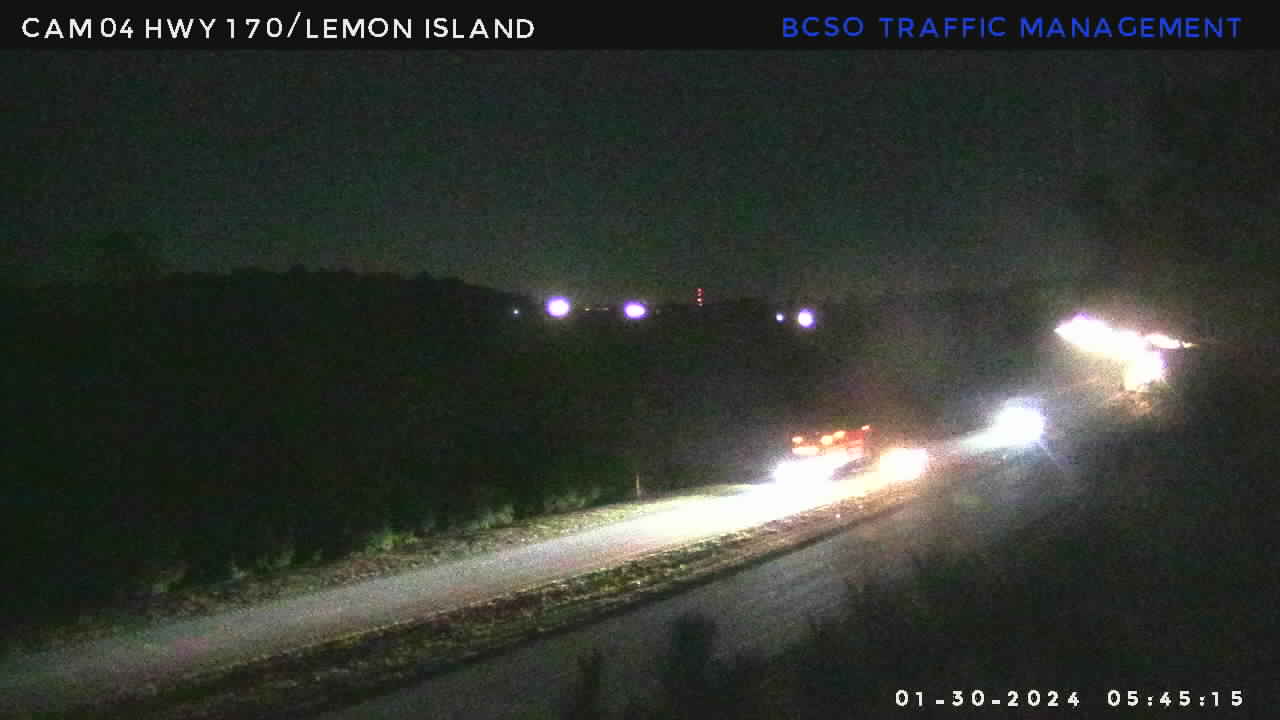 CAM04 HWY 170/LEMON ISLAND
BCSO TRAFFIC MANAGEMENT
01-30-2024 05:45:15